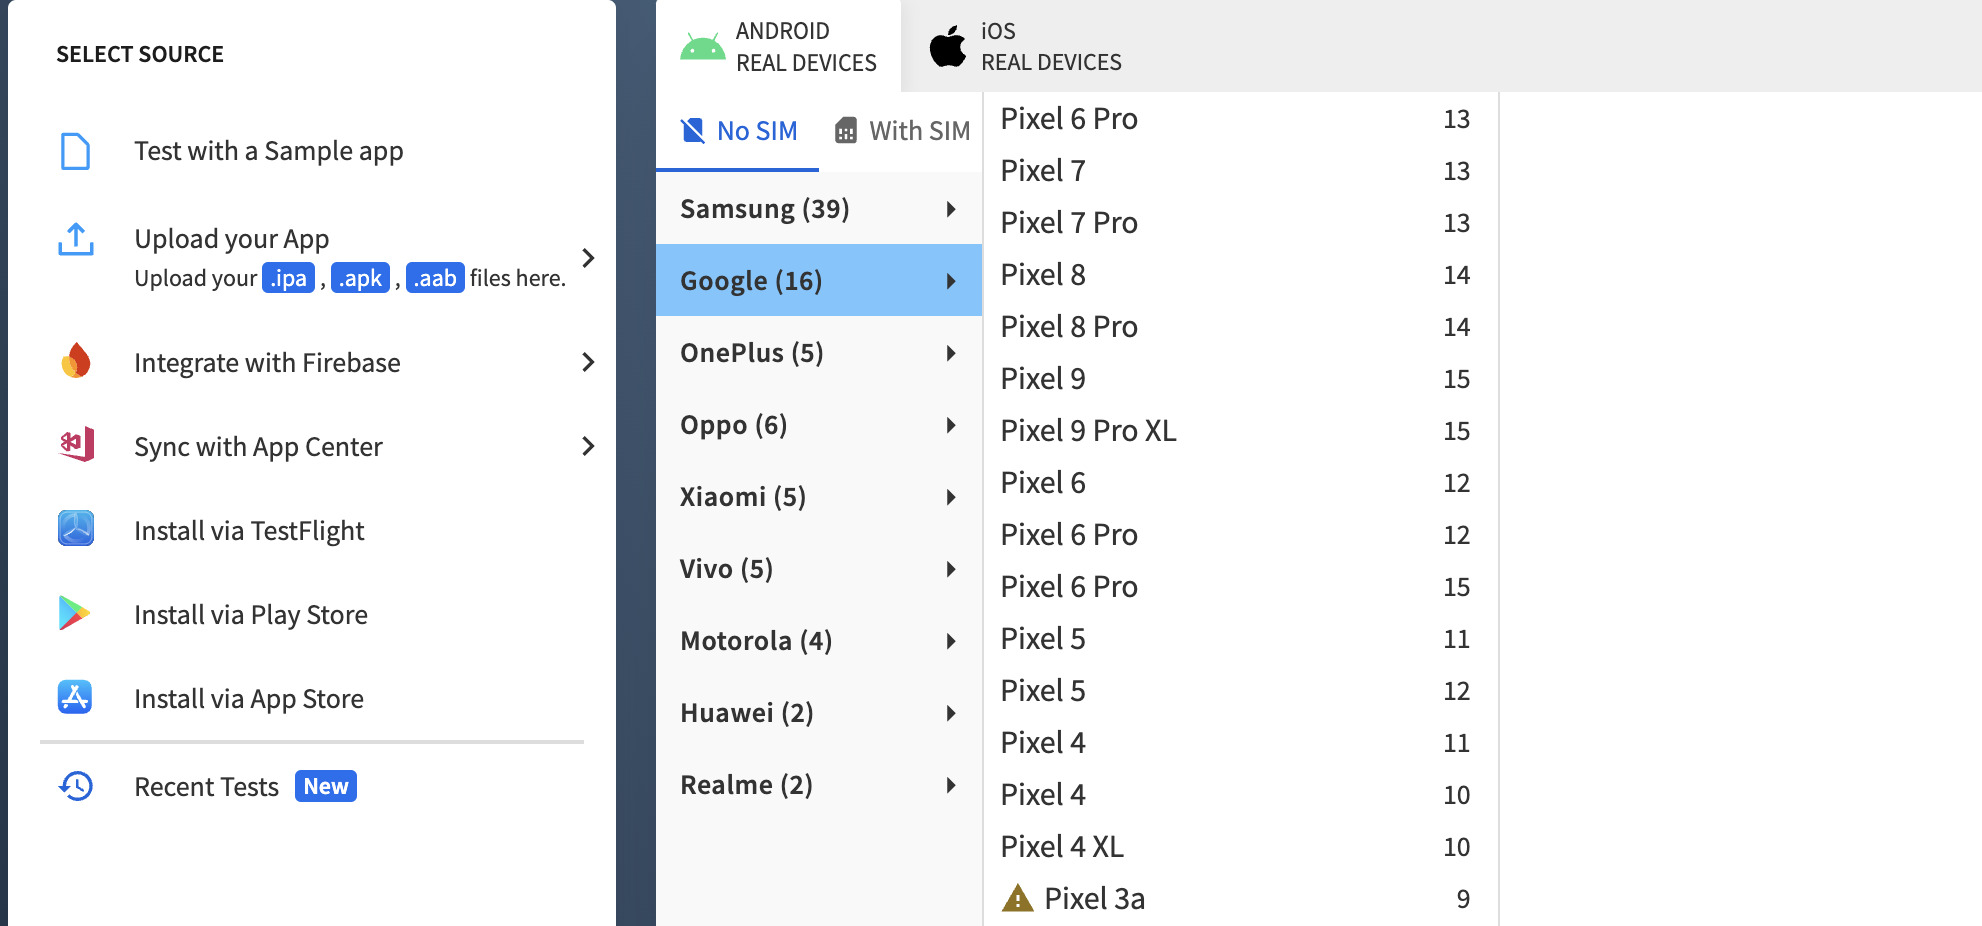 SELECT SOURCE
Test with a Sample app
Upload your App
Upload your .ipa , .apk , .aab files here.
Integrate with Firebase
Sync with App Center
Install via TestFlight
Install via Play Store
Install via App Store
Recent Tests New
ANDROID
REAL DEVICES
iOS
REAL DEVICES
No SIM
With SIM
Samsung (39)
Google (16)
OnePlus (5)
Oppo (6)
Xiaomi (5)
Vivo (5)
Motorola (4)
Huawei (2)
Realme (2)
Pixel 6 Pro 13
Pixel 7 13
Pixel 7 Pro 13
Pixel 8 14
Pixel 8 Pro 14
Pixel 9 15
Pixel 9 Pro XL 15
Pixel 6 12
Pixel 6 Pro 12
Pixel 6 Pro 15
Pixel 5 11
Pixel 5 12
Pixel 4 11
Pixel 4 10
Pixel 4 XL 10
Pixel 3a 9